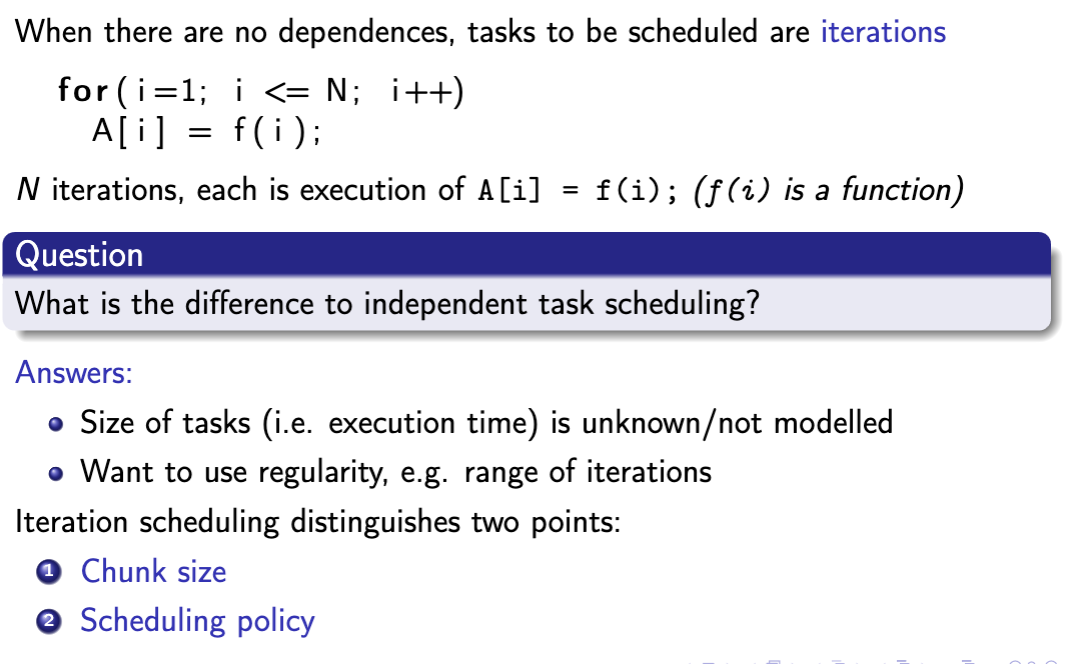 When there are no dependences, tasks to be scheduled are iterations
for(i=1; i <= N; i++)
A[i] = f(i);
N iterations, each is execution of A[i] = f(i); (f(i) is a function)
Question
What is the difference to independent task scheduling?
Answers:
Size of tasks (i.e. execution time) is unknown/not modelled
Want to use regularity, e.g. range of iterations
Iteration scheduling distinguishes two points:
1 Chunk size
2 Scheduling policy